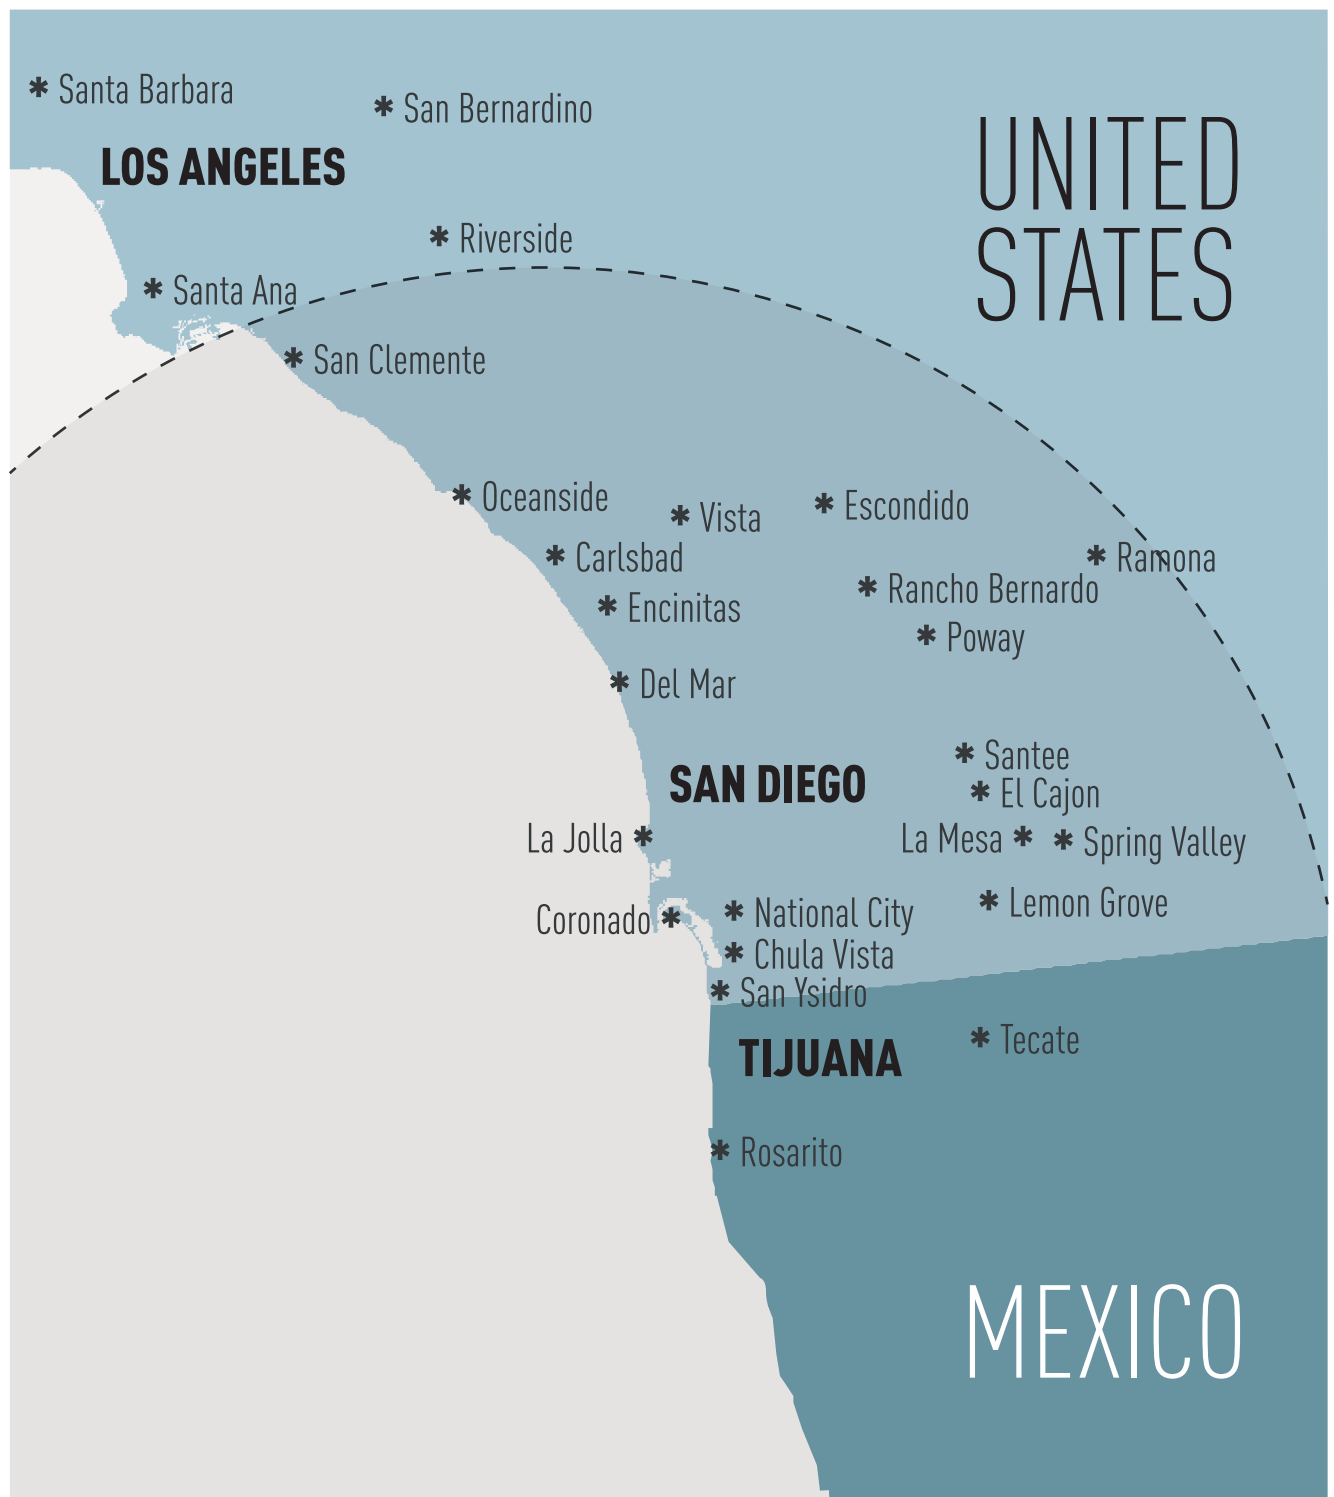 Santa Barbara
San Bernardino
LOS ANGELES
UNITED
STATES
Riverside
Santa Ana
San Clemente
Oceanside
Vista
Escondido
Carlsbad
Ramona
Rancho Bernardo
Encinitas
Poway
Del Mar
Santee
SAN DIEGO
El Cajon
La Jolla
La Mesa
Spring Valley
Lemon Grove
Coronado
National City
Chula Vista
San Ysidro
TIJUANA
Tecate
Rosarito
MEXICO